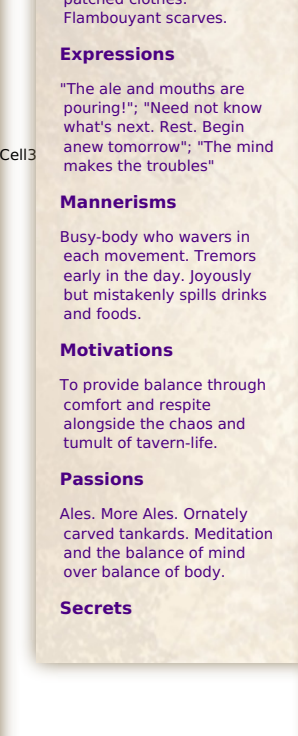 patched clothes.
Flambouyant scarves.
Expressions
"The ale and mouths are
pouring!"; "Need not know
what's next. Rest. Begin
anew tomorrow"; "The mind
makes the troubles"
Cell3
Mannerisms
Busy-body who wavers in
each movement. Tremors
early in the day. Joyously
but mistakenly spills drinks
and foods.
Motivations
To provide balance through
comfort and respite
alongside the chaos and
tumult of tavern-life.
Passions
Ales. More Ales. Ornately
carved tankards. Meditation
and the balance of mind
over balance of body.
Secrets